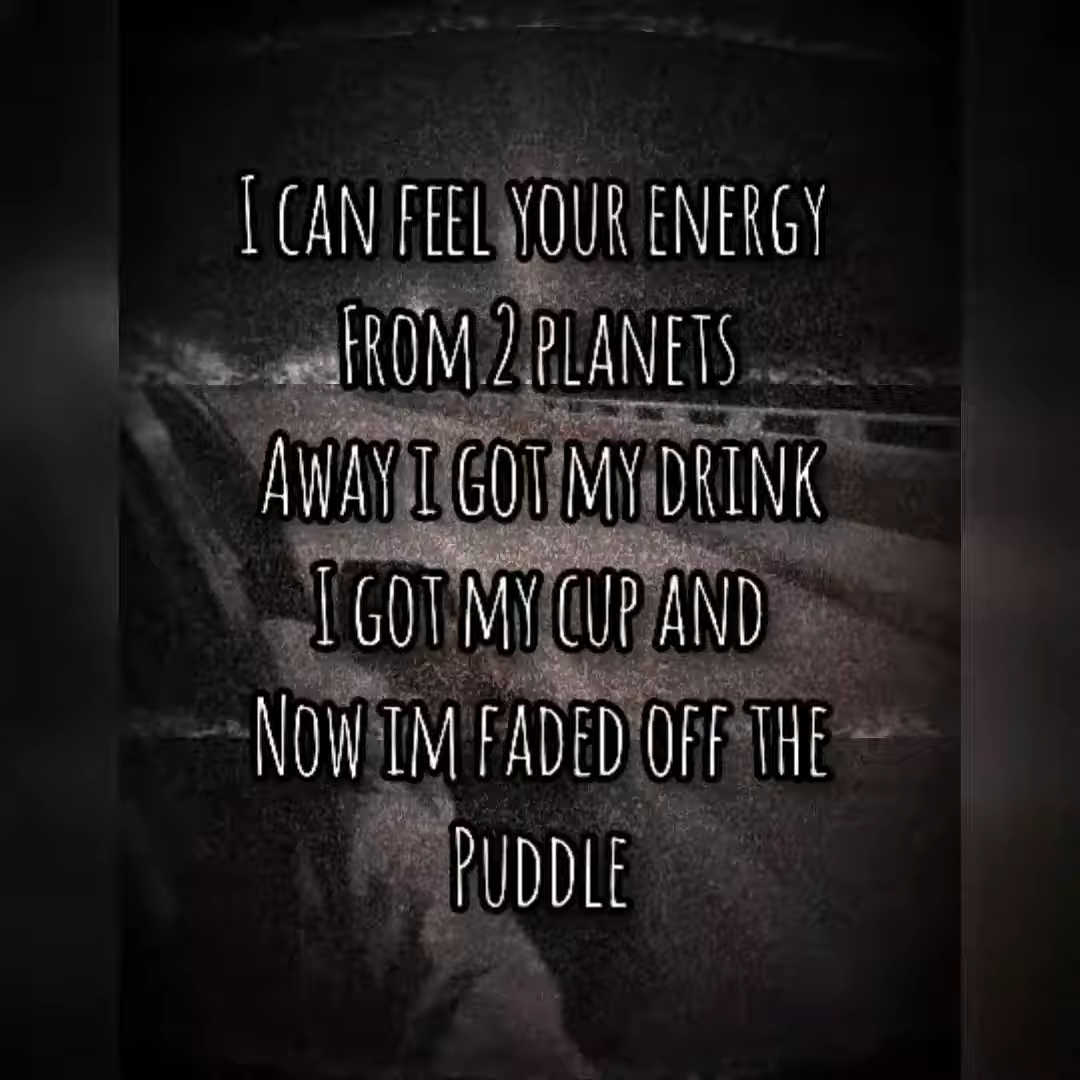 I CAN FEEL YOUR ENERGY
FROM 2 PLANETS
AWAY I GOT MY DRINK
I GOT MY CUP AND
NOW IM FADED OFF THE
PUDDLE